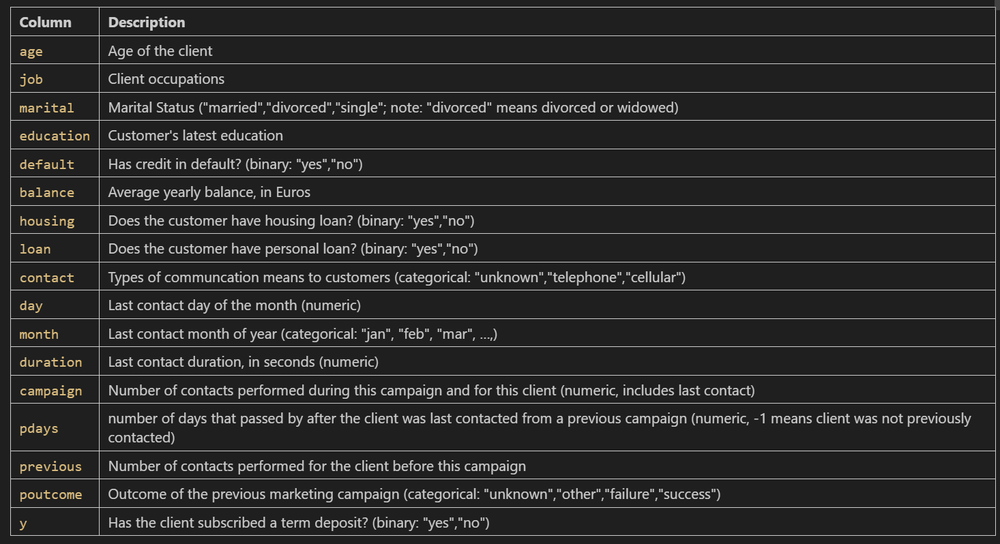 Column Description
age Age of the client
job Client occupations
marital Marital Status ("married","divorced","single"; note: "divorced" means divorced or widowed)
education Customer's latest education
default Has credit in default? (binary: "yes","no")
balance Average yearly balance, in Euros
housing Does the customer have housing loan? (binary: "yes","no")
loan Does the customer have personal loan? (binary: "yes","no")
contact Types of communcation means to customers (categorical: "unknown","telephone","cellular")
day Last contact day of the month (numeric)
month Last contact month of year (categorical: "jan", "feb", "mar", …,)
duration Last contact duration, in seconds (numeric)
campaign Number of contacts performed during this campaign and for this client (numeric, includes last contact)
pdays number of days that passed by after the client was last contacted from a previous campaign (numeric, -1 means client was not previously
contacted)
previous Number of contacts performed for the client before this campaign
poutcome Outcome of the previous marketing campaign (categorical: "unknown","other","failure","success")
y Has the client subscribed a term deposit? (binary: "yes","no")